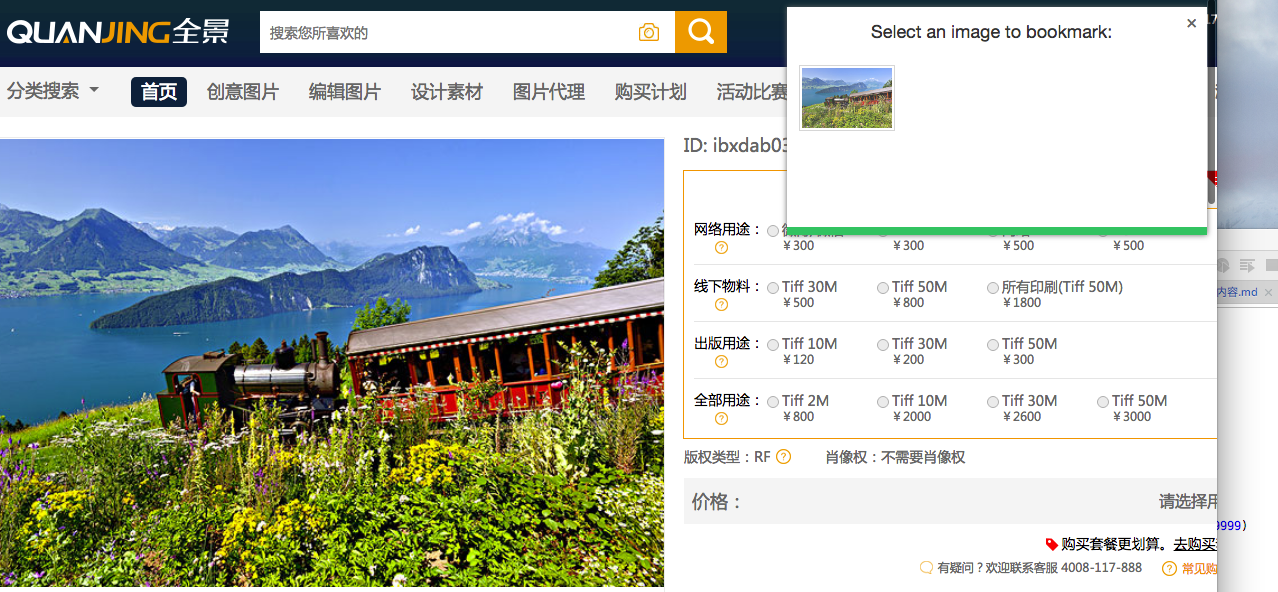 QUANJING全景
搜索您所喜欢的
Select an image to bookmark:
分类搜索 首页 创意图片 编辑图片 设计素材 图片代理 购买计划 活动比赛
ID: ibxdab03
网络用途：
¥300 ¥300 ¥500 ¥500
线下物料： Tiff 30M Tiff 50M 所有印刷(Tiff 50M)
¥500 ¥800 ¥1800
出版用途： Tiff 10M Tiff 30M Tiff 50M
¥120 ¥200 ¥300
全部用途： Tiff 2M Tiff 10M Tiff 30M Tiff 50M
¥800 ¥2000 ¥2600 ¥3000
内容.md
版权类型：RF 肖像权：不需要肖像权
价格： 请选择用
9999)
购买套餐更划算。去购买
有疑问？欢迎联系客服 4008-117-888 常见购